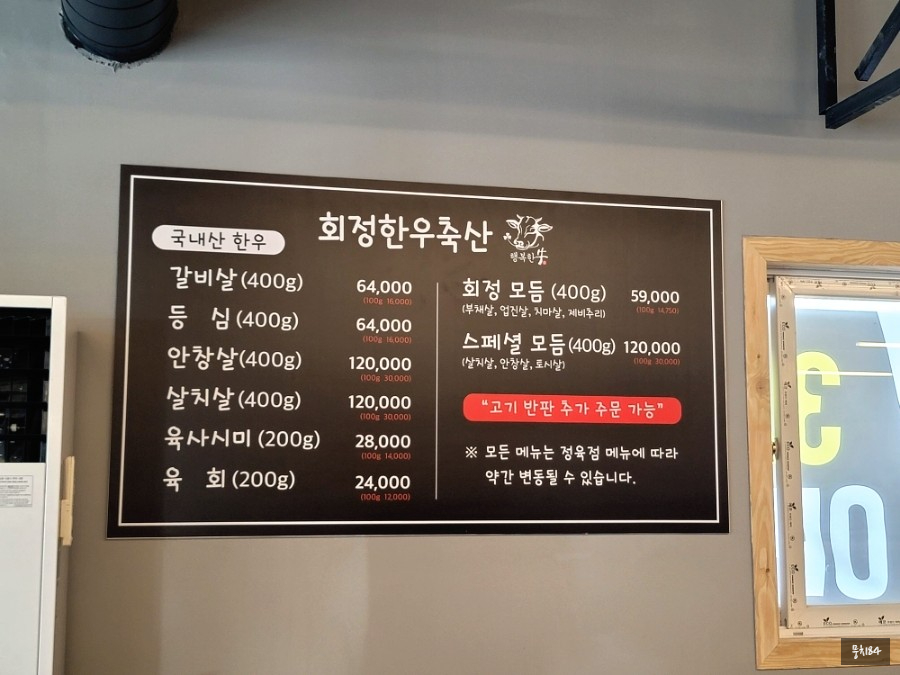 회정한우축산
행복한牛
국내산 한우
갈비살(400g) 64,000
(100g 16,000)
등 심(400g) 64,000
(100g 16,000)
안창살(400g) 120,000
(100g 30,000)
살치살(400g) 120,000
(100g 30,000)
육사시미(200g) 28,000
(100g 14,000)
육 회(200g) 24,000
(100g 12,000)
회정 모듬(400g) 59,000
(부채살, 업진살, 치마살, 제비추리) (100g 14,750)
스페셜 모듬(400g) 120,000
(살치살, 안창살, 토시살) (100g 30,000)
“고기 반판 추가 주문 가능”
※ 모든 메뉴는 정육점 메뉴에 따라
약간 변동될 수 있습니다.
뭉치84